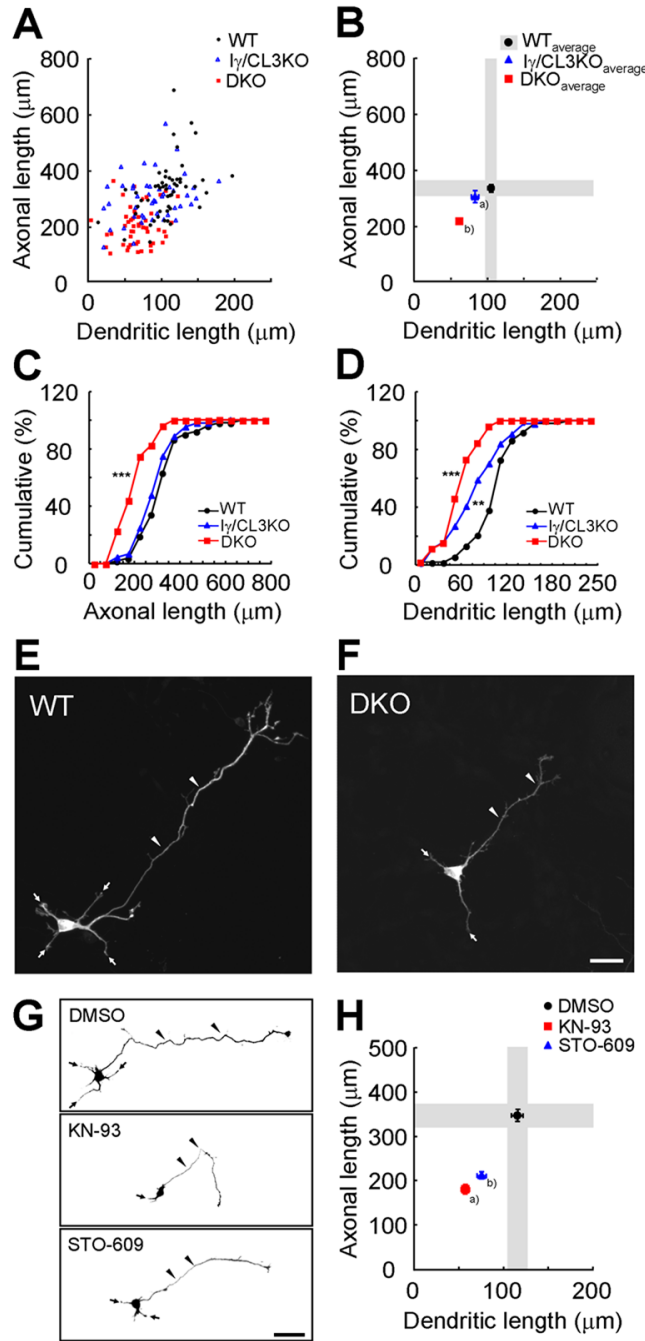 A
WT
Iγ/CL3KO
DKO
800
600
400
200
0
0
100
200
Axonal length (μm)
Dendritic length (μm)
B
WTaverage
Iγ/CL3KOaverage
DKOaverage
800
600
400
200
0
a)
b)
0
100
200
Axonal length (μm)
Dendritic length (μm)
C
120
80
40
0
***
WT
Iγ/CL3KO
DKO
0
200
400
600
800
Cumulative (%)
Axonal length (μm)
D
120
80
40
0
***
**
WT
Iγ/CL3KO
DKO
0
60
120
180
240
Cumulative (%)
Dendritic length (μm)
E
WT
F
DKO
G
DMSO
KN-93
STO-609
H
DMSO
KN-93
STO-609
500
400
300
200
100
0
a)
b)
0
100
200
Axonal length (μm)
Dendritic length (μm)